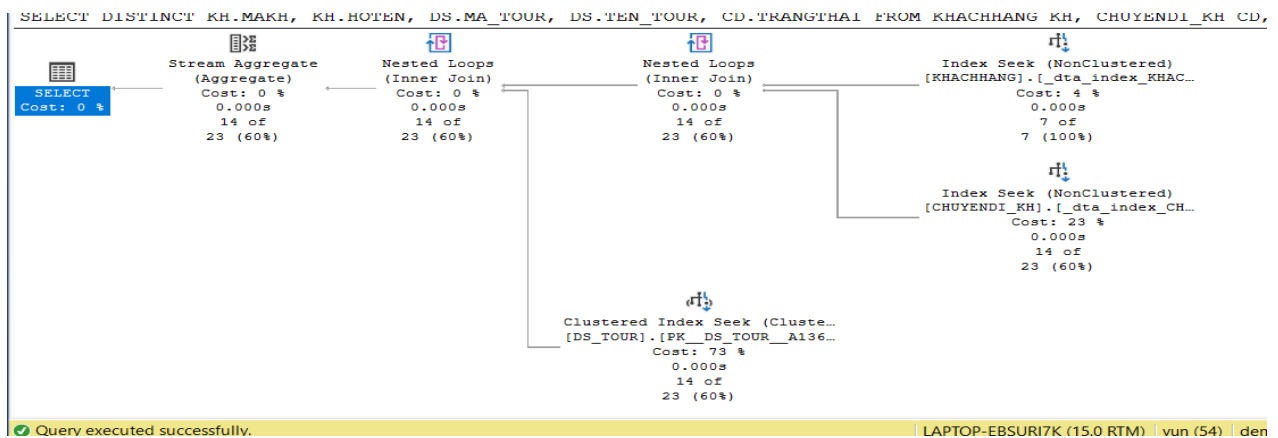 SELECT DISTINCT KH.MAKH, KH.HOTEN, DS.MA_TOUR, DS.TEN_TOUR, CD.TRANGTHAI FROM KHACHHANG KH, CHUYENDI_KH CD,
SELECT
Cost: 0 %
Stream Aggregate
(Aggregate)
Cost: 0 %
0.000s
14 of
23 (60%)
Nested Loops
(Inner Join)
Cost: 0 %
0.000s
14 of
23 (60%)
Nested Loops
(Inner Join)
Cost: 0 %
0.000s
14 of
23 (60%)
Index Seek (NonClustered)
[KHACHHANG].[_dta_index_KHAC…
Cost: 4 %
0.000s
7 of
7 (100%)
Index Seek (NonClustered)
[CHUYENDI_KH].[_dta_index_CH…
Cost: 23 %
0.000s
14 of
23 (60%)
Clustered Index Seek (Cluste…
[DS_TOUR].[PK__DS_TOUR__A136…
Cost: 73 %
0.000s
14 of
23 (60%)
Query executed successfully.
LAPTOP-EBSURI7K (15.0 RTM)
vun (54)
den